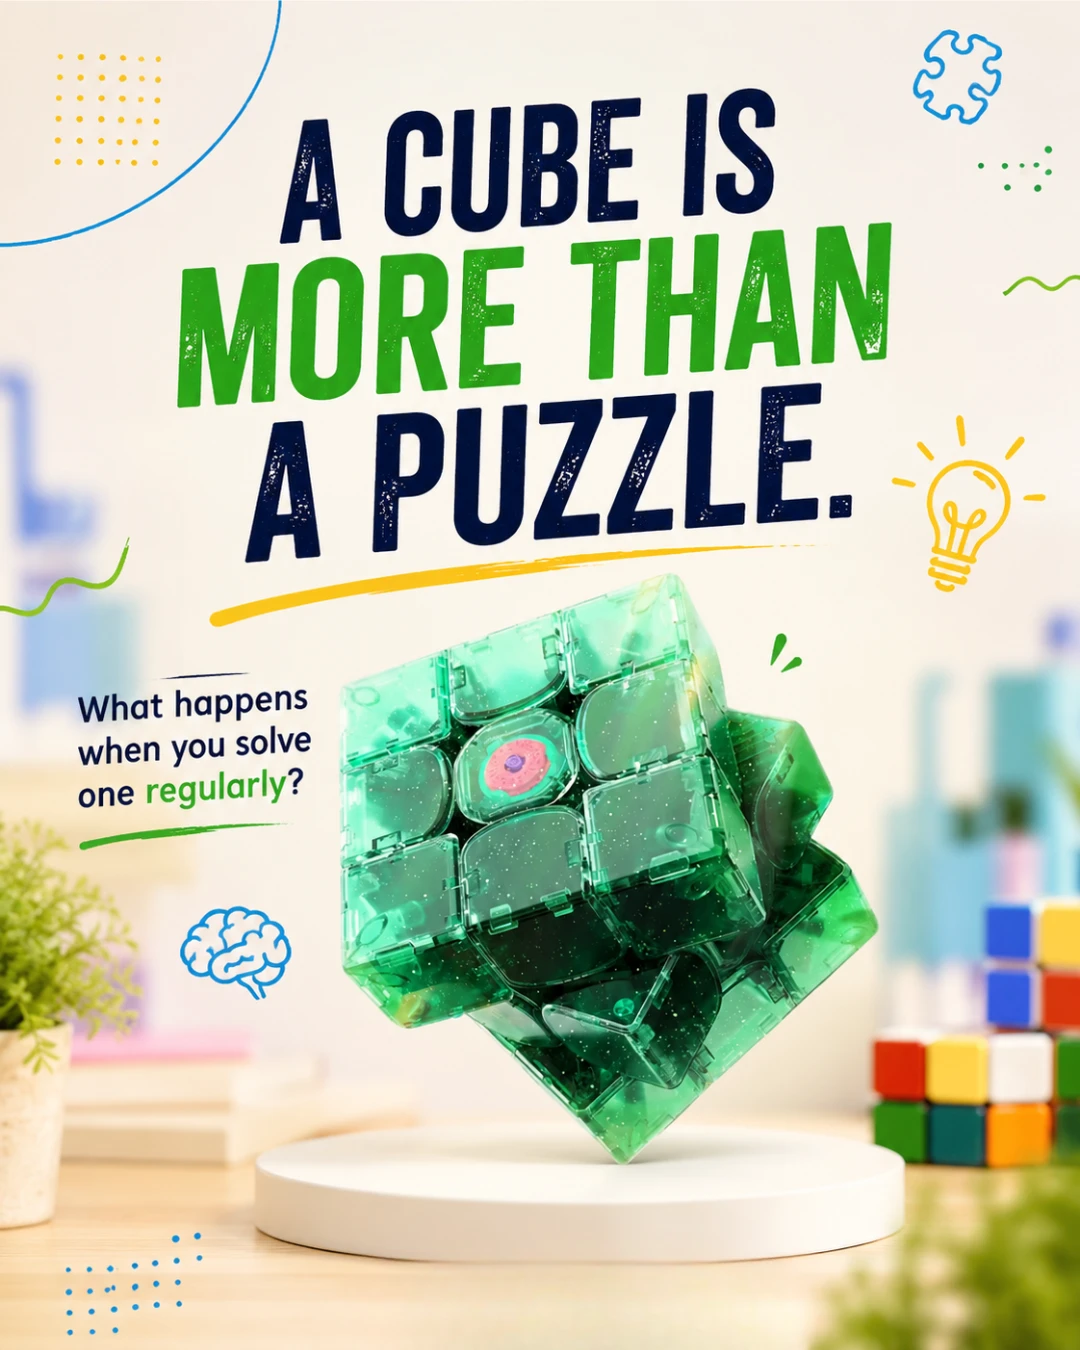 A CUBE IS
MORE THAN
A PUZZLE.
What happens
when you solve
one regularly?